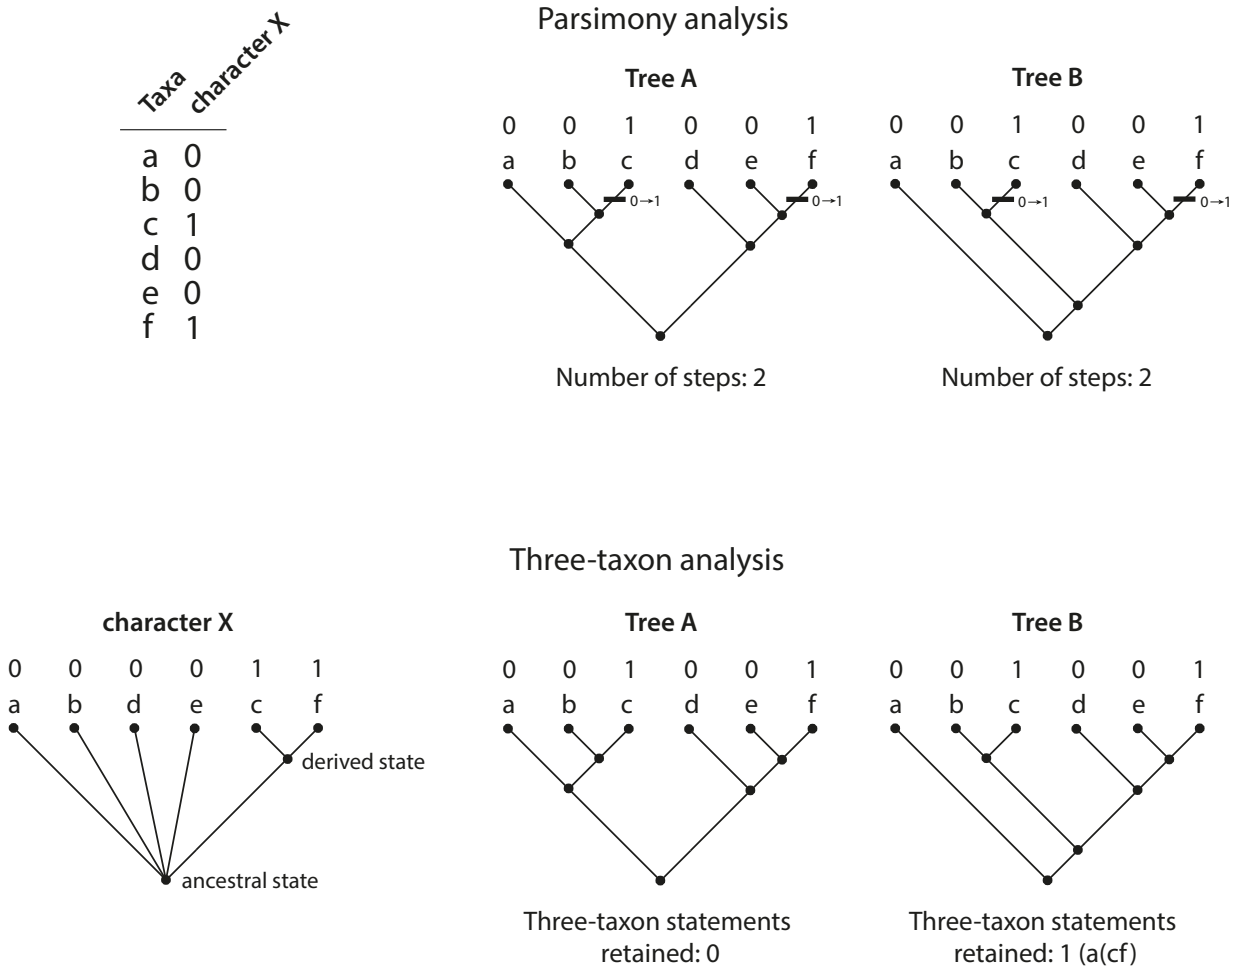 Parsimony analysis
Taxa character X
a 0
b 0
c 1
d 0
e 0
f 1
Tree A
0 0 1 0 0 1
a b c d e f
0→1 0→1
Number of steps: 2
Tree B
0 0 1 0 0 1
a b c d e f
0→1 0→1
Number of steps: 2
Three-taxon analysis
character X
0 0 0 0 1 1
a b d e c f
derived state
ancestral state
Tree A
0 0 1 0 0 1
a b c d e f
Three-taxon statements
retained: 0
Tree B
0 0 1 0 0 1
a b c d e f
Three-taxon statements
retained: 1 (a(cf)